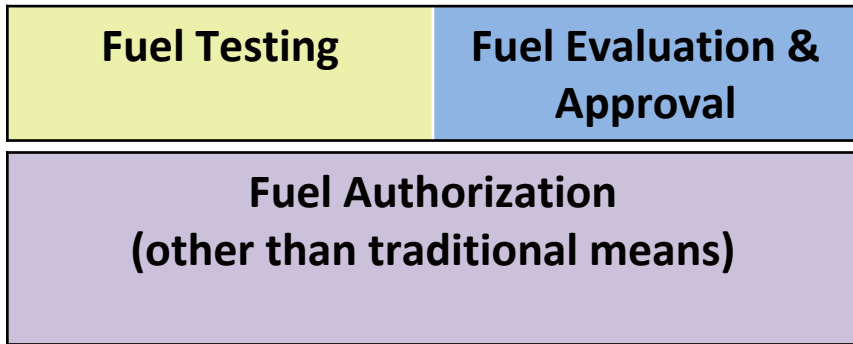 Fuel Testing
Fuel Evaluation &
Approval
Fuel Authorization
(other than traditional means)